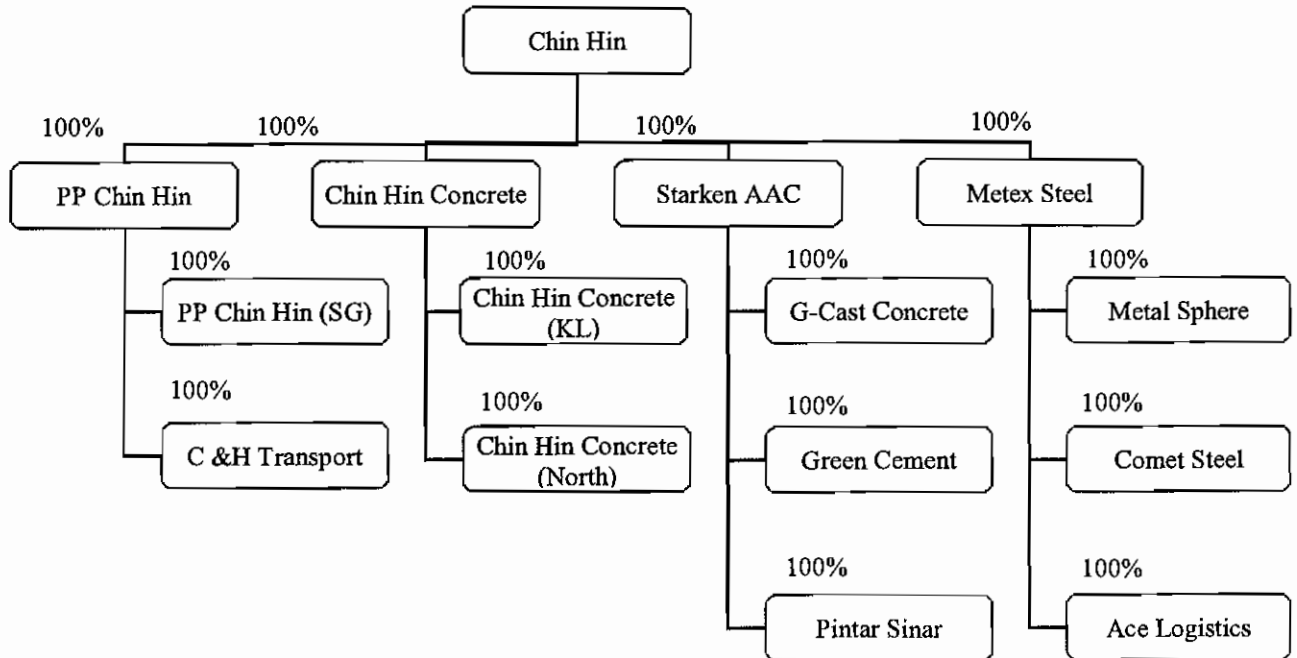 Chin Hin
100%
100%
100%
100%
PP Chin Hin
Chin Hin Concrete
Starken AAC
Metex Steel
100%
100%
100%
100%
PP Chin Hin (SG)
Chin Hin Concrete
(KL)
G-Cast Concrete
Metal Sphere
100%
100%
100%
100%
C &H Transport
Chin Hin Concrete
(North)
Green Cement
Comet Steel
100%
100%
Pintar Sinar
Ace Logistics